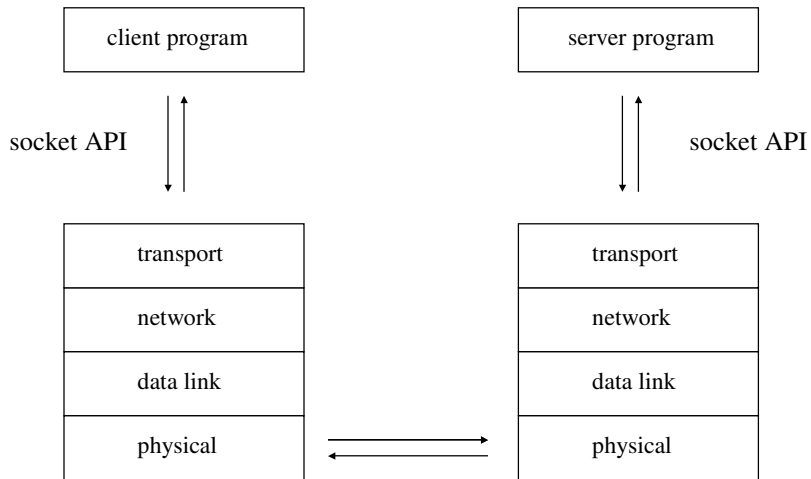 client program
server program
socket API
socket API
transport
transport
network
network
data link
data link
physical
physical